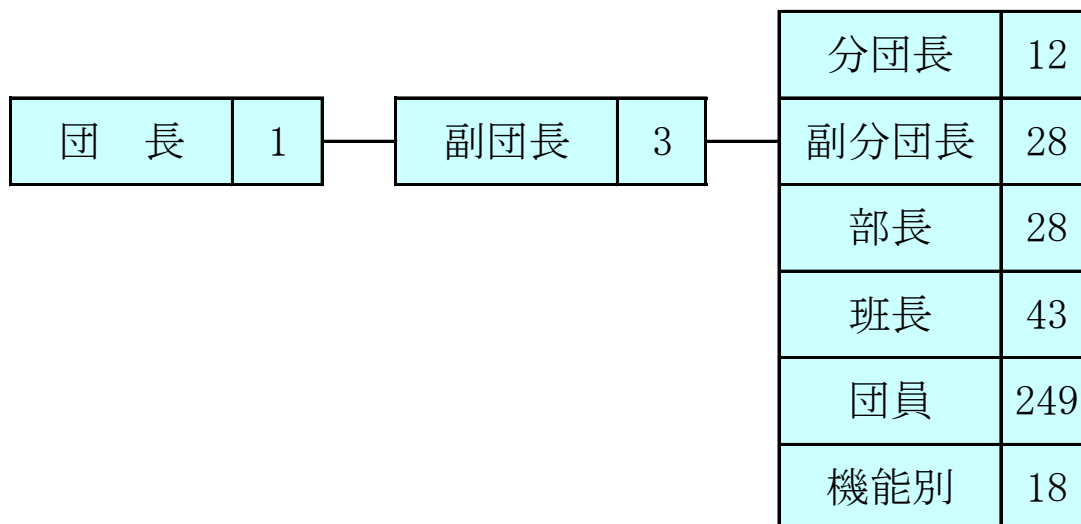 団　長 1
副団長 3
分団長 12
副分団長 28
部長 28
班長 43
団員 249
機能別 18